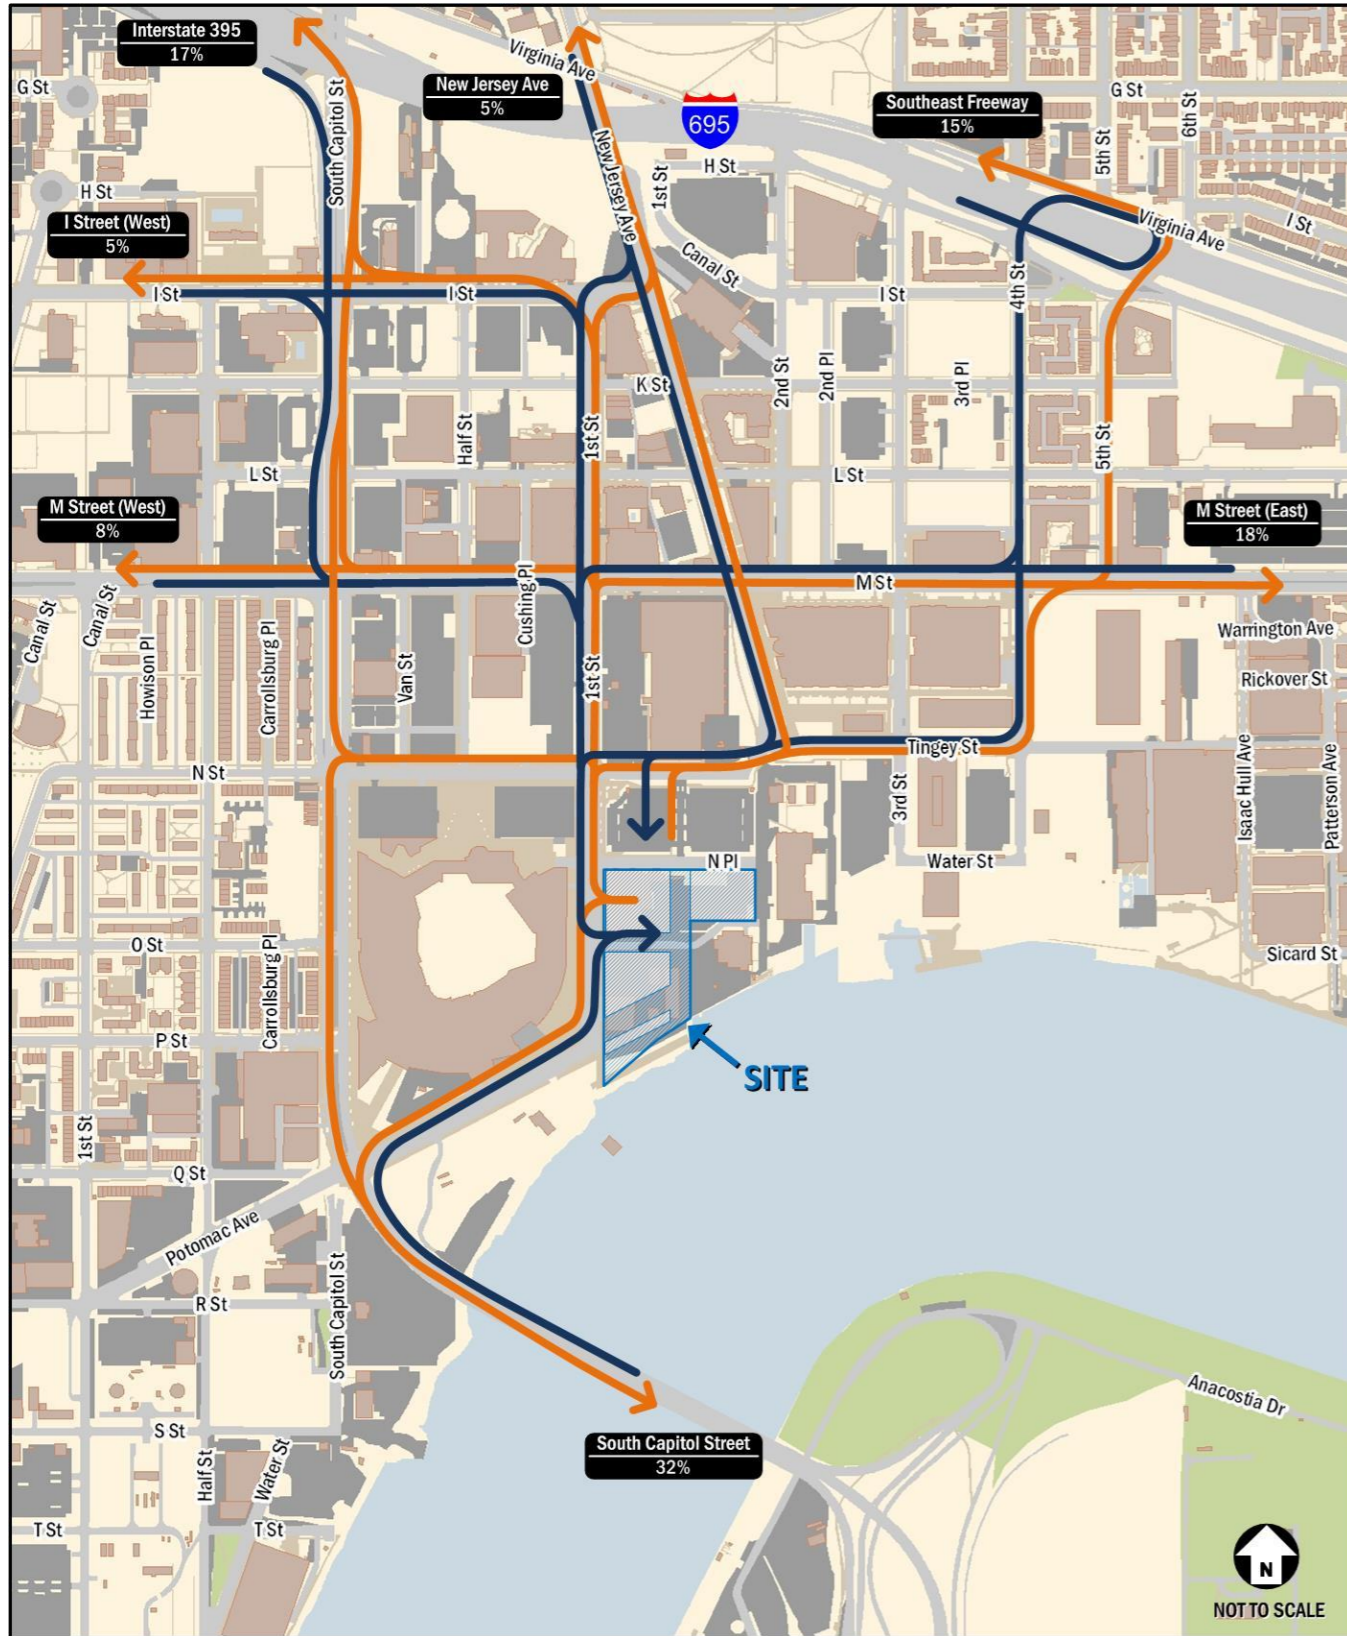 Interstate 395
17%
Virginia Ave
New Jersey Ave
5%
695
Southeast Freeway
15%
G St
G St
South Capitol St
New Jersey Ave
1st St
H St
5th St
6th St
H St
I Street (West)
5%
Canal St
4th St
Virginia Ave
I St
I St
I St
I St
K St
1st St
Half St
2nd St
2nd Pl
3rd Pl
5th St
L St
L St
M Street (West)
8%
M Street (East)
18%
M St
Canal St
Canal St
Howison Pl
Carrollsburg Pl
Van St
Cushing Pl
1st St
Warrington Ave
Rickover St
Tingey St
N St
3rd St
Isaac Hull Ave
Patterson Ave
N Pl
Water St
O St
Carrollsburg Pl
Sicard St
P St
SITE
1st St
Q St
Potomac Ave
R St
South Capitol St
Anacostia Dr
S St
South Capitol Street
32%
Half St
Water St
T St
T St
N
NOT TO SCALE